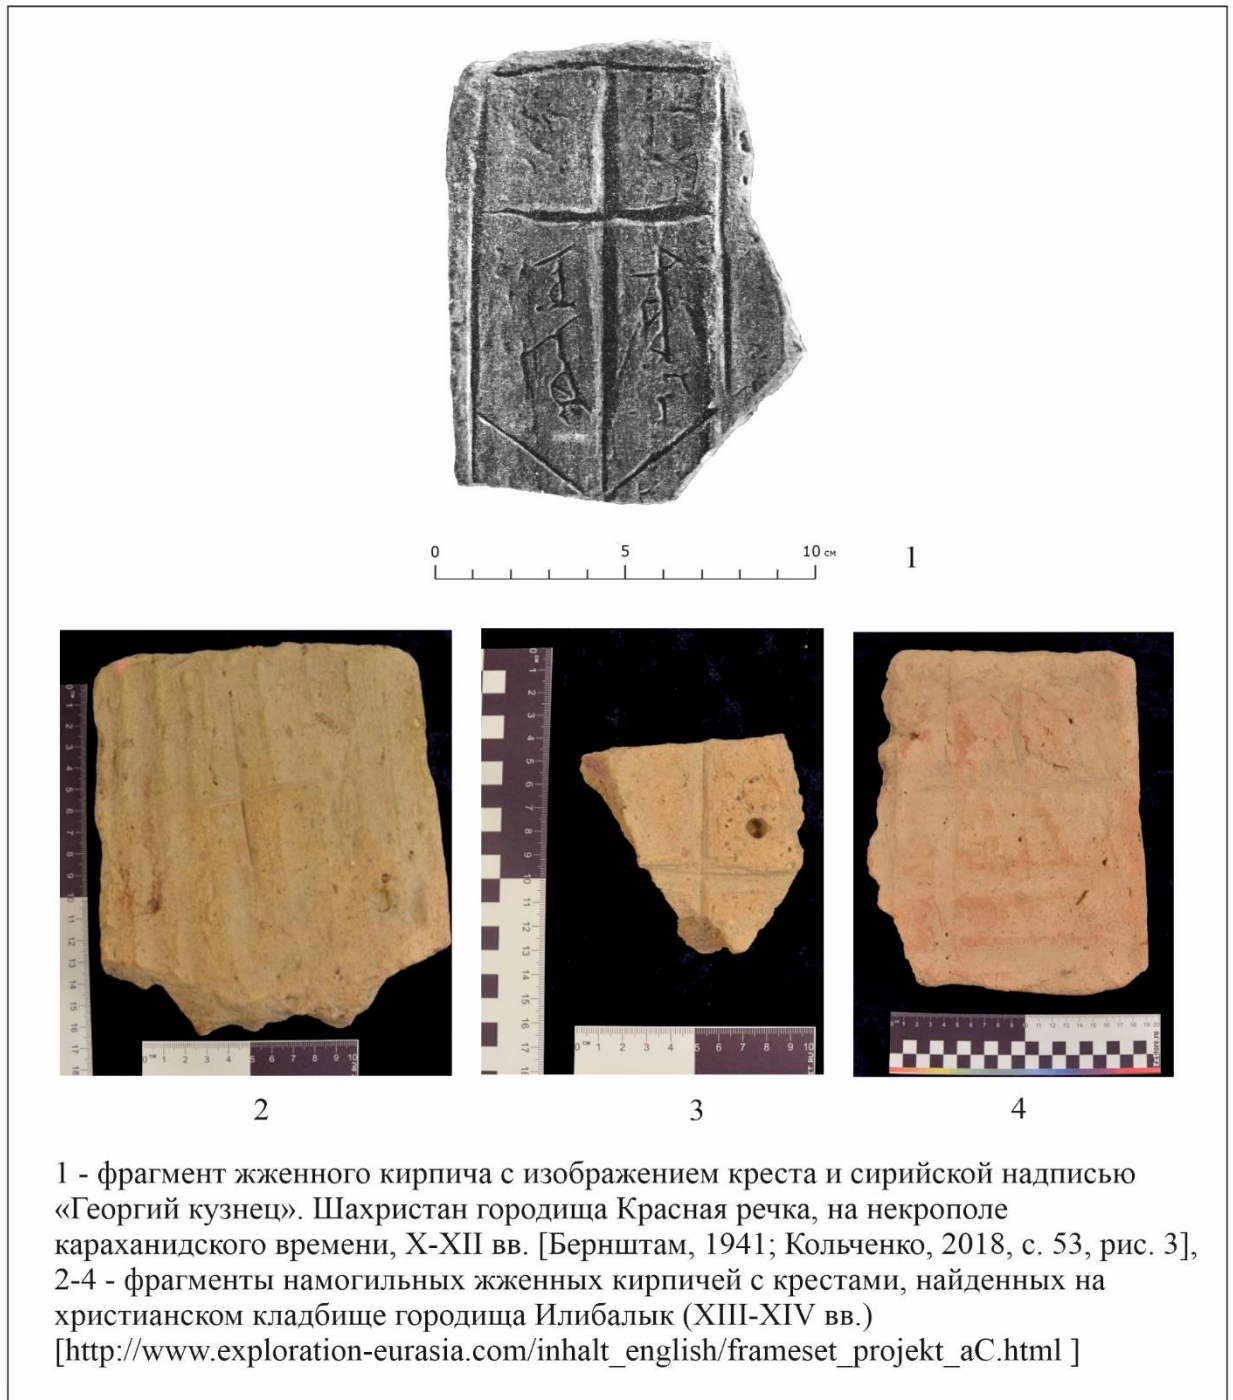 0 5 10 см
1
2 3 4
1 - фрагмент жженного кирпича с изображением креста и сирийской надписью
«Георгий кузнец». Шахристан городища Красная речка, на некрополе
караханидского времени, X-XII вв. [Бернштам, 1941; Кольченко, 2018, с. 53, рис. 3],
2-4 - фрагменты намогильных жженных кирпичей с крестами, найденных на
христианском кладбище городища Илибалык (XIII-XIV вв.)
[http://www.exploration-eurasia.com/inhalt_english/frameset_projekt_aC.html ]